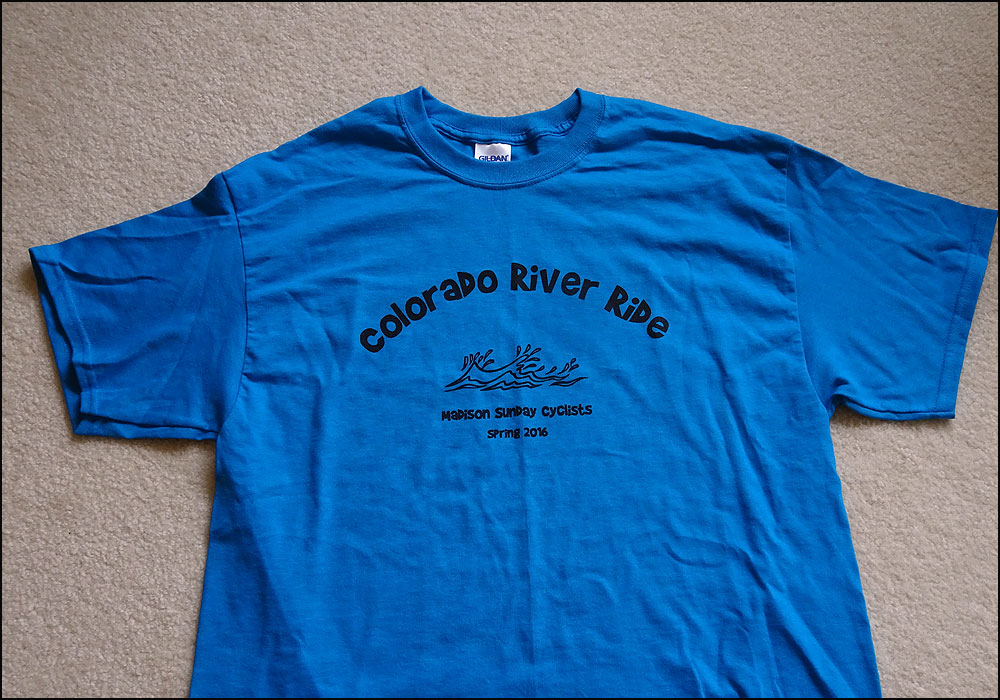 GILDAN
Colorado River Ride
Madison Sunday Cyclists
Spring 2016